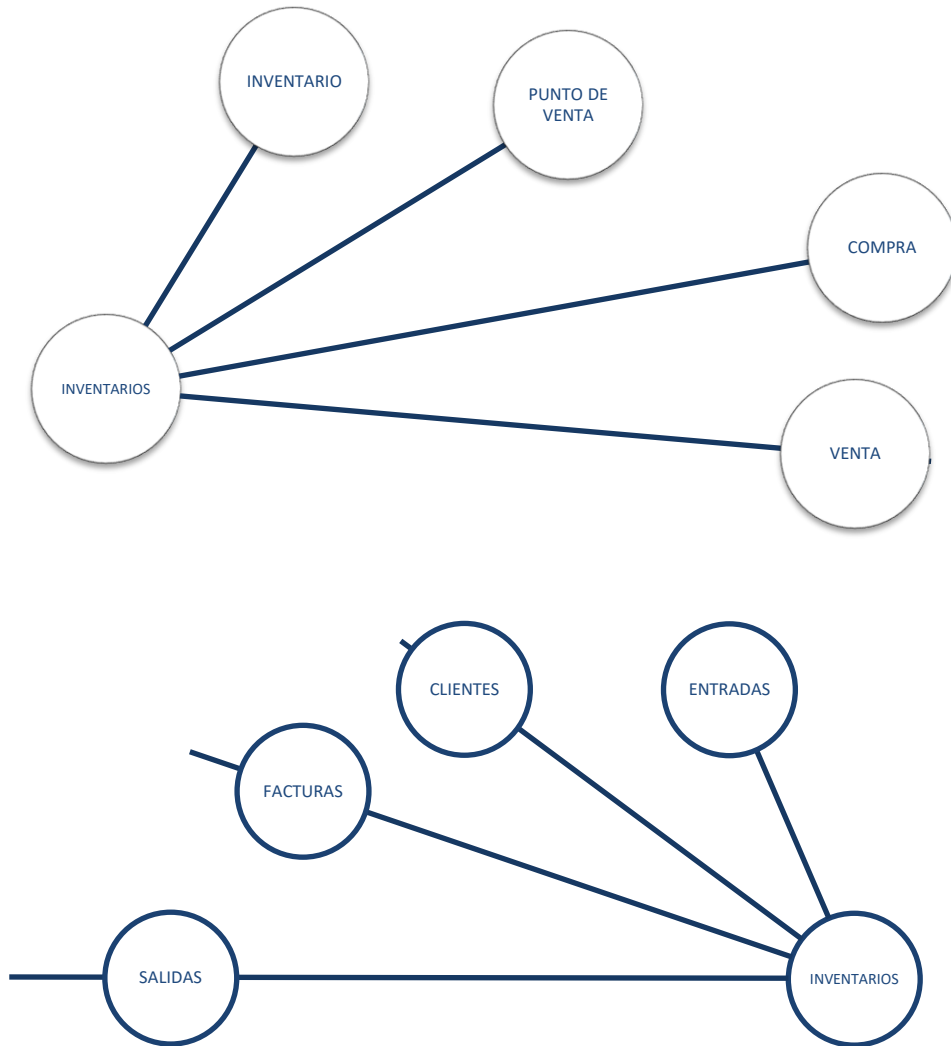 INVENTARIO
PUNTO DE
VENTA
COMPRA
INVENTARIOS
VENTA
CLIENTES
ENTRADAS
FACTURAS
SALIDAS
INVENTARIOS